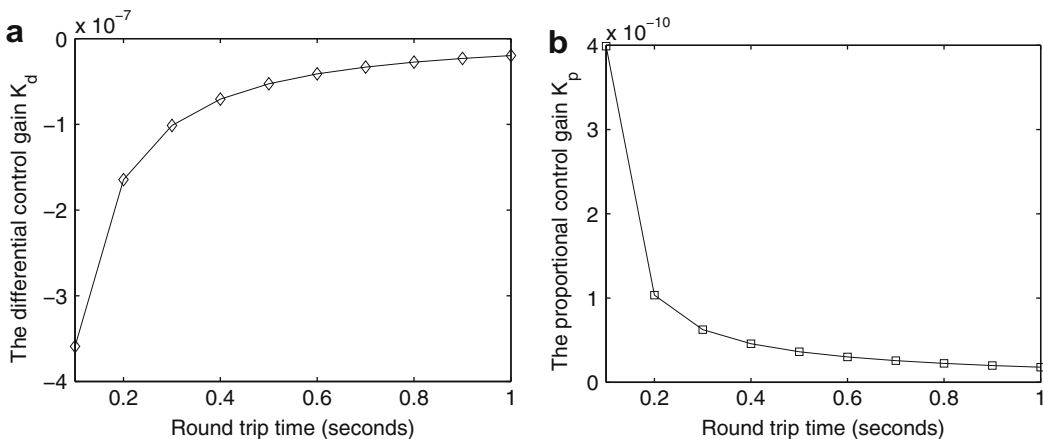 a
x 10⁻⁷
The differential control gain K_d
0
−1
−2
−3
−4
0.2
0.4
0.6
0.8
1
Round trip time (seconds)
b
x 10⁻¹⁰
The proportional control gain K_p
4
3
2
1
0
0.2
0.4
0.6
0.8
1
Round trip time (seconds)